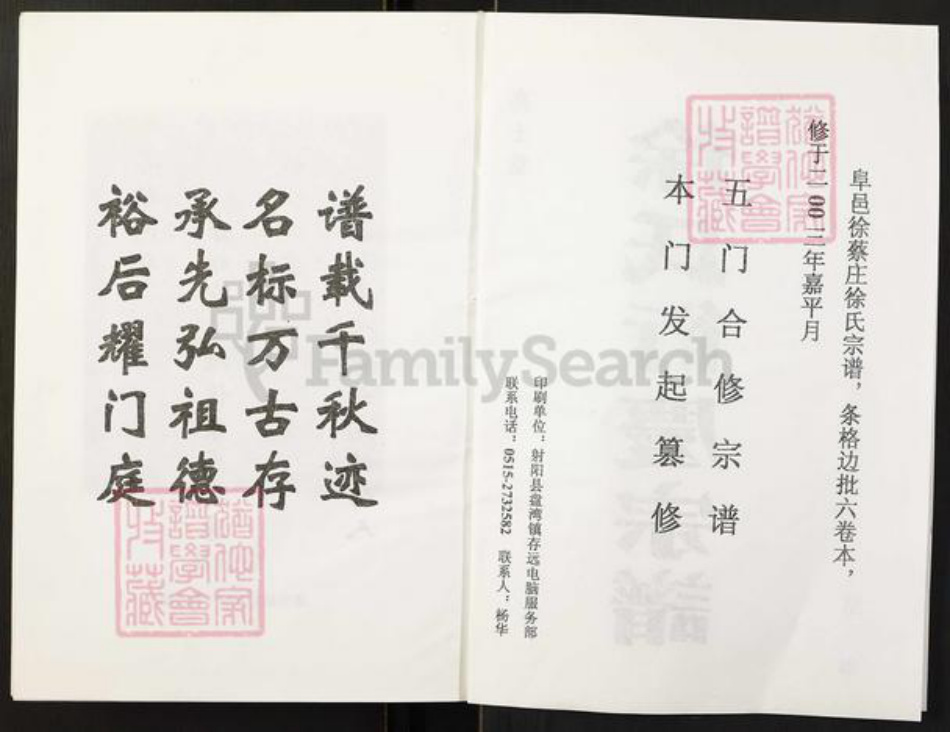 阜邑徐蔡庄徐氏宗谱，条格边批六卷本，
修于二00三年嘉平月
五门合修宗谱
本门发起纂修
印刷单位：射阳县盘湾镇存远电脑服务部
联系电话：0515-2732582 联系人：杨华
谱载千秋迹
名标万古存
承先弘祖德
裕后耀门庭
FamilySearch